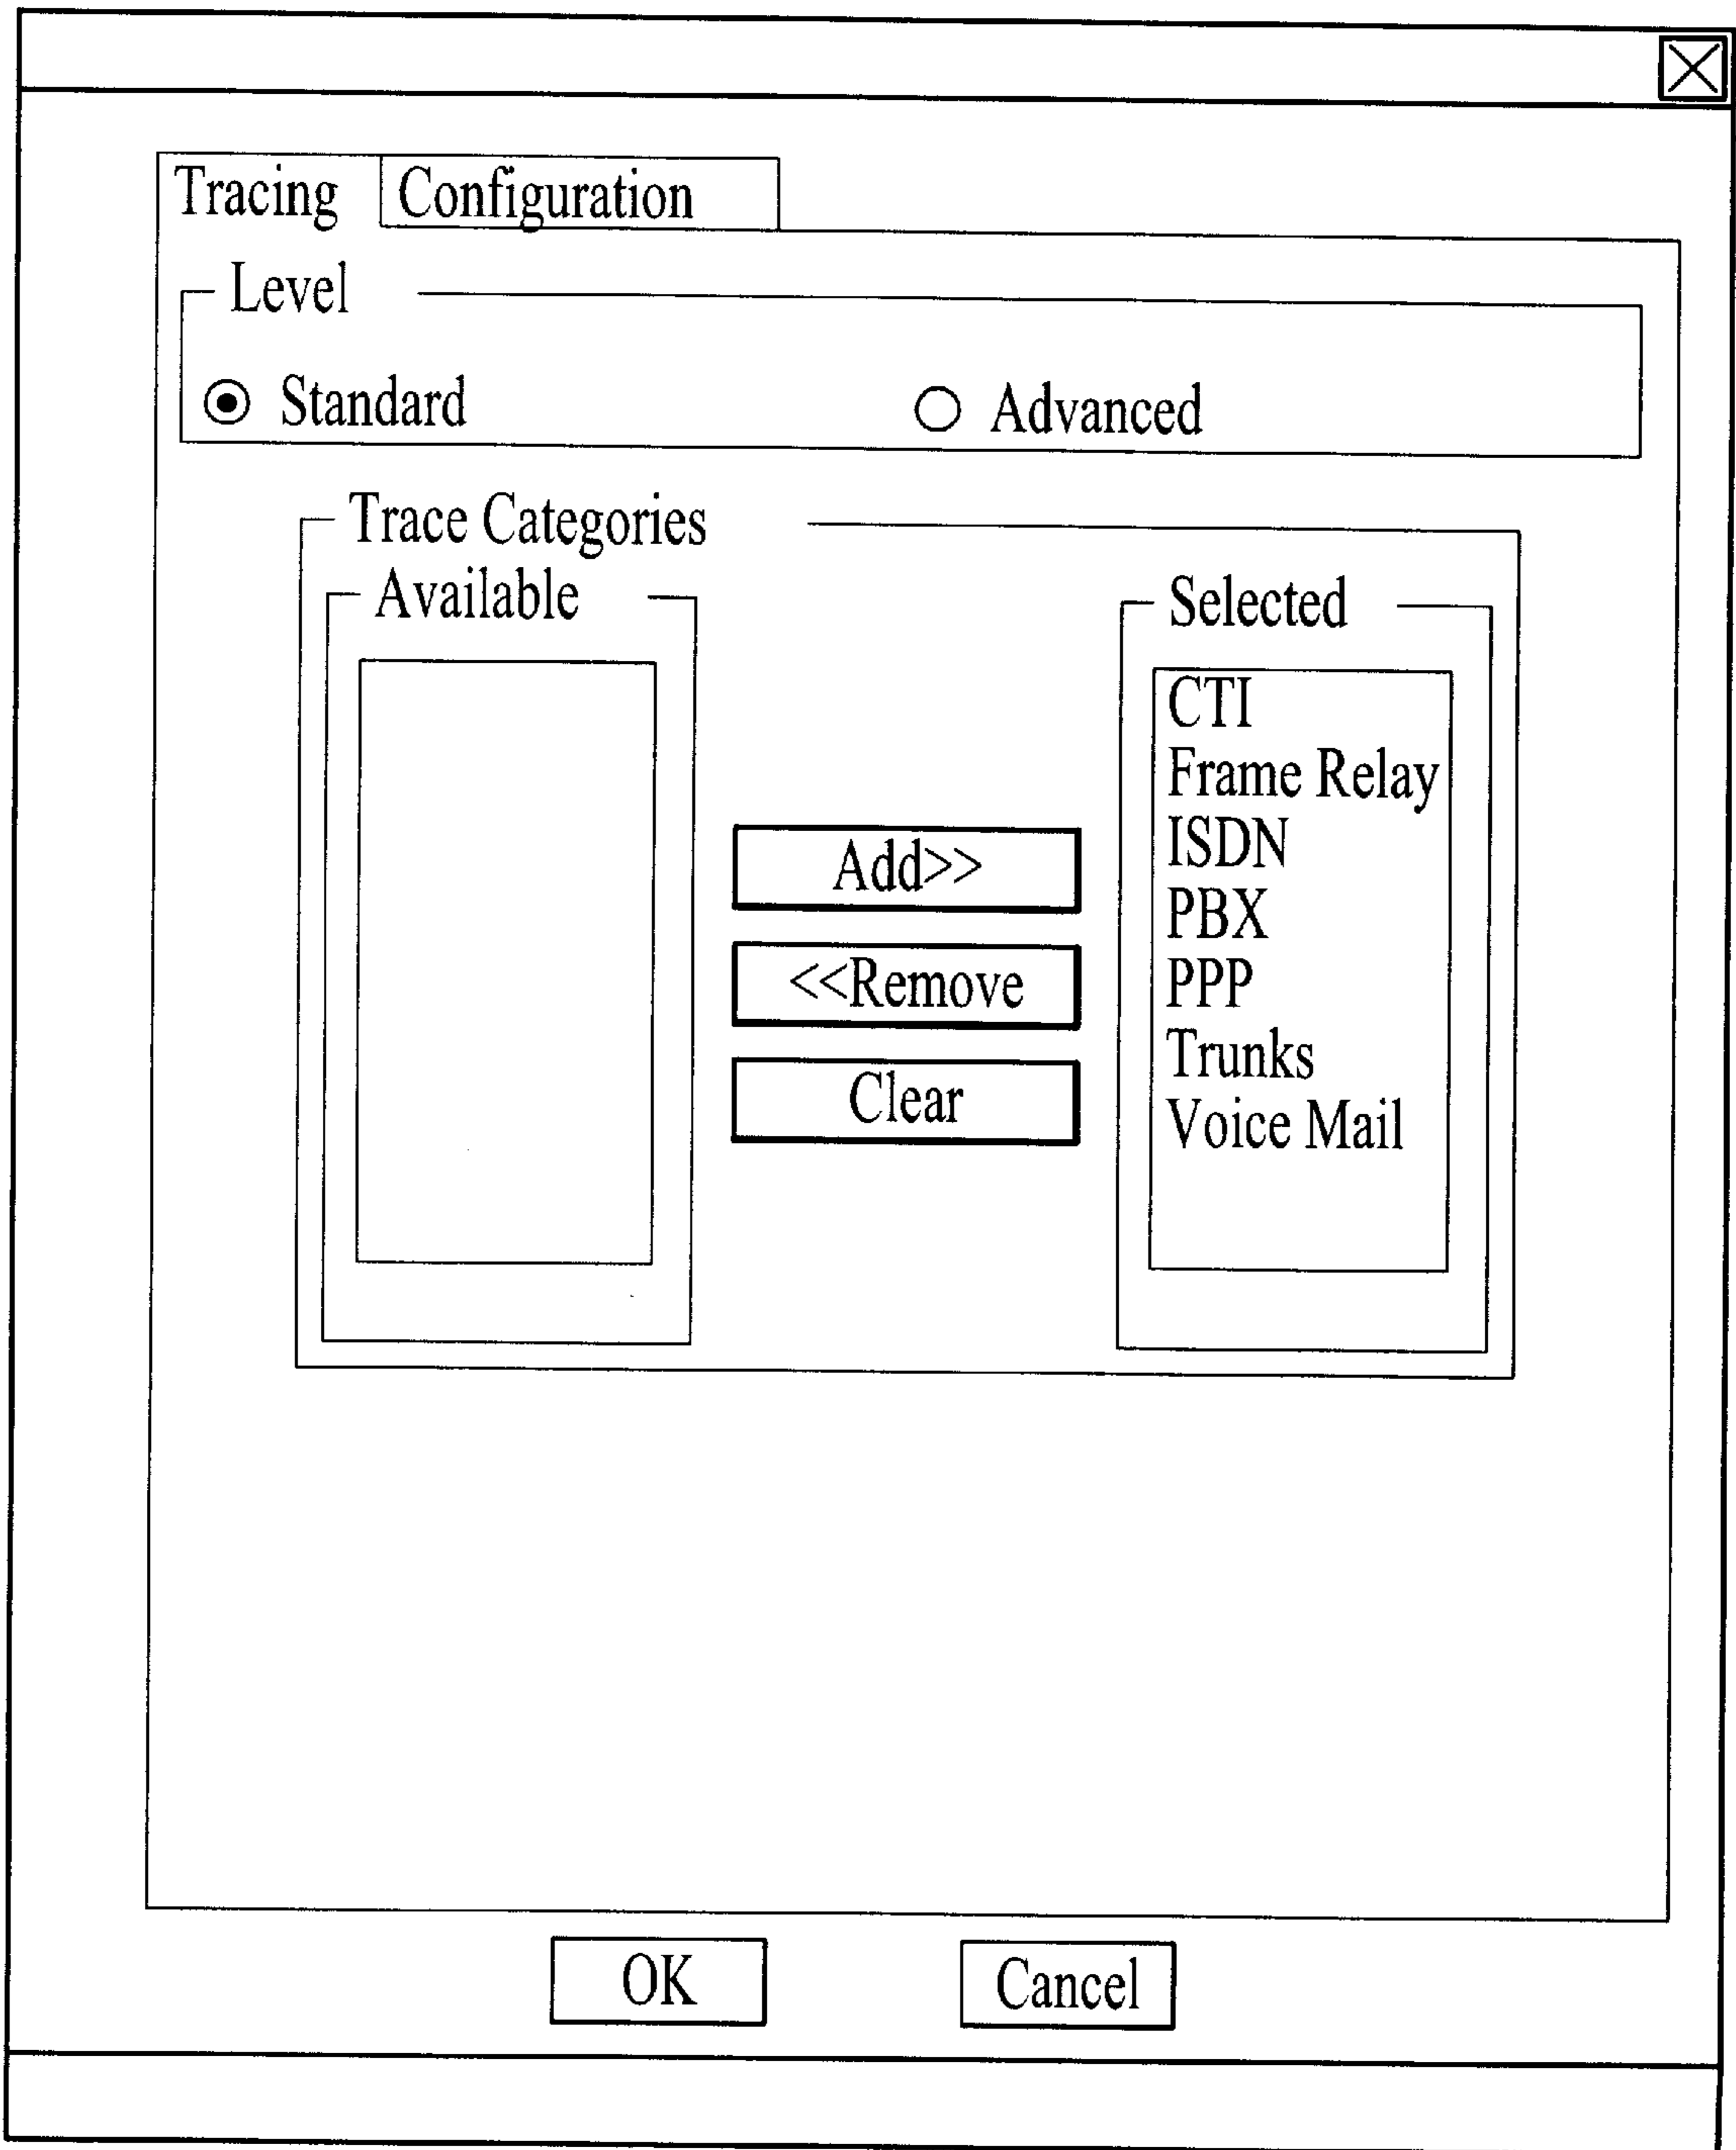 Tracing Configuration
Level
Standard Advanced
Trace Categories
Available
Selected
CTI
Frame Relay
ISDN
PBX
PPP
Trunks
Voice Mail
Add>>
<<Remove
Clear
OK Cancel